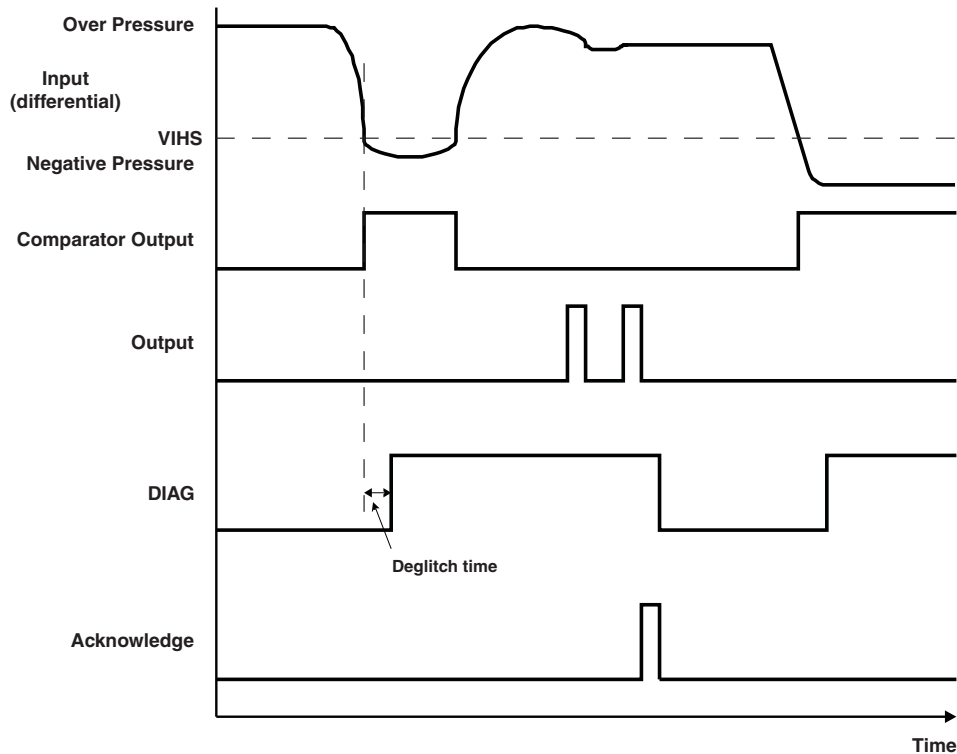 Over Pressure
Input
(differential)
VIHS
Negative Pressure
Comparator Output
Output
DIAG
Deglitch time
Acknowledge
Time